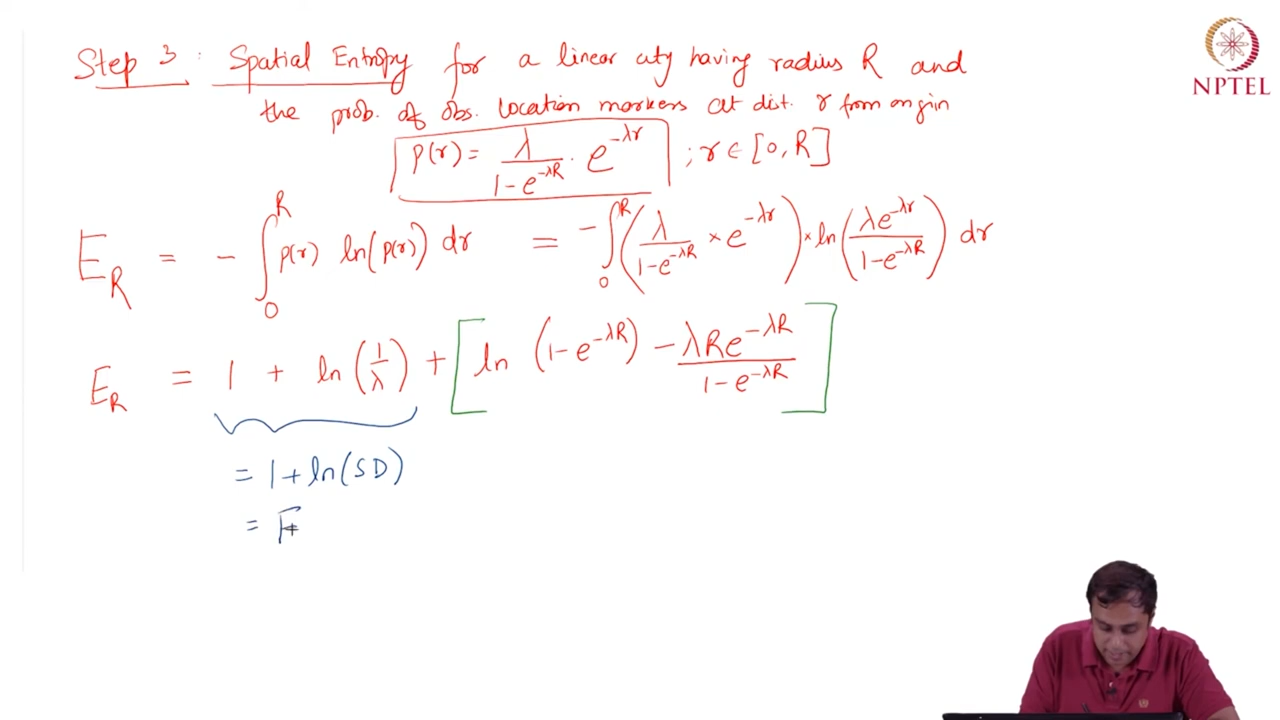 Step 3 : Spatial Entropy for a linear city having radius R and
NPTEL
the prob. of obs. location markers at dist. r from origin
p(r) = λ/(1-e^{-λR}) · e^{-λr} ; r ∈ [0, R]
E_R = - ∫_0^R p(r) ln(p(r)) dr = - ∫_0^R (λ/(1-e^{-λR}) × e^{-λr}) × ln(λe^{-λr}/(1-e^{-λR})) dr
E_R = 1 + ln(1/λ) + [ln (1-e^{-λR}) - λRe^{-λR}/(1-e^{-λR})]
= 1 + ln(SD)
=